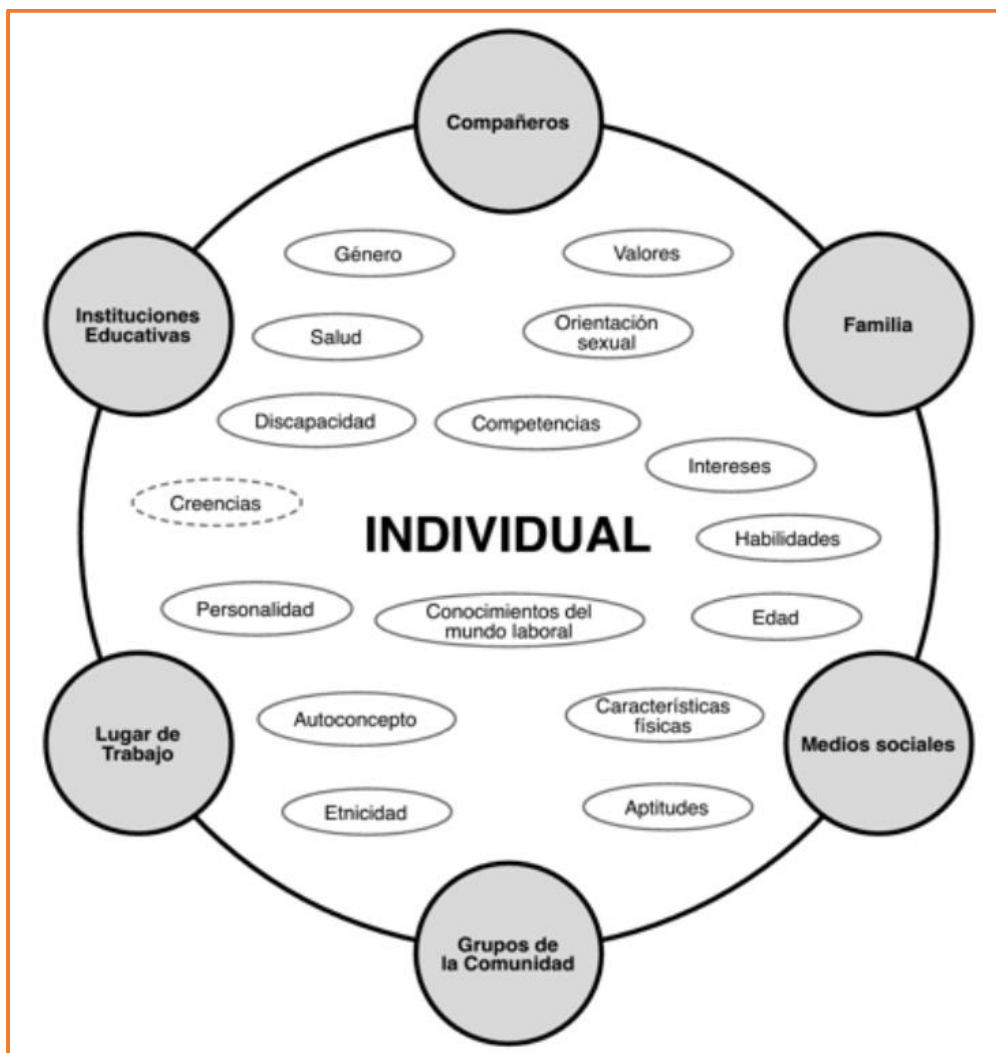 Compañeros
Género
Valores
Instituciones
Educativas
Familia
Salud
Orientación
sexual
Discapacidad
Competencias
Intereses
Creencias
INDIVIDUAL
Habilidades
Personalidad
Conocimientos del
mundo laboral
Edad
Lugar de
Trabajo
Autoconcepto
Características
físicas
Medios sociales
Etnicidad
Aptitudes
Grupos de
la Comunidad